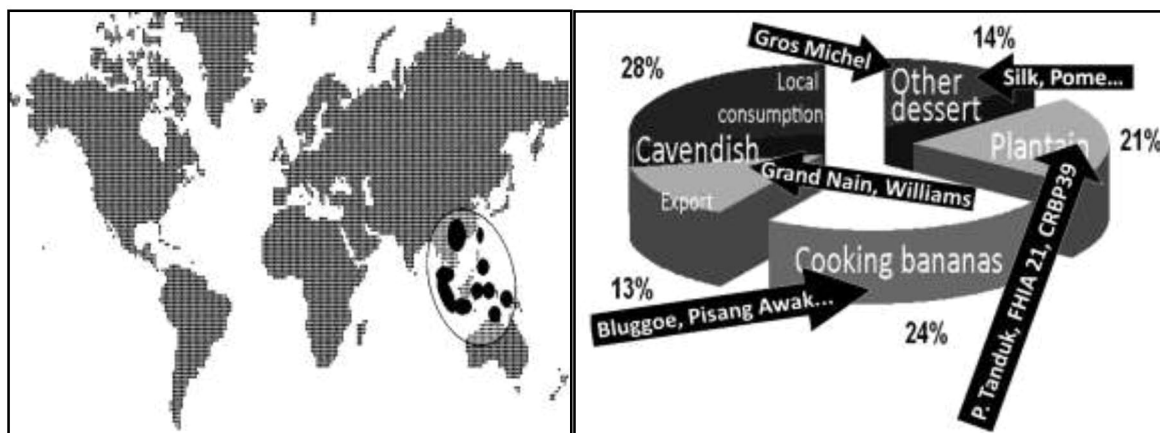 Gros Michel
14%
28%
Local
consumption
Other
dessert
Silk, Pome...
Cavendish
Plantain
21%
Grand Nain, Williams
Export
Cooking bananas
13%
Bluggoe, Pisang Awak...
24%
P. Tanduk, FHIA 21, CRBP39